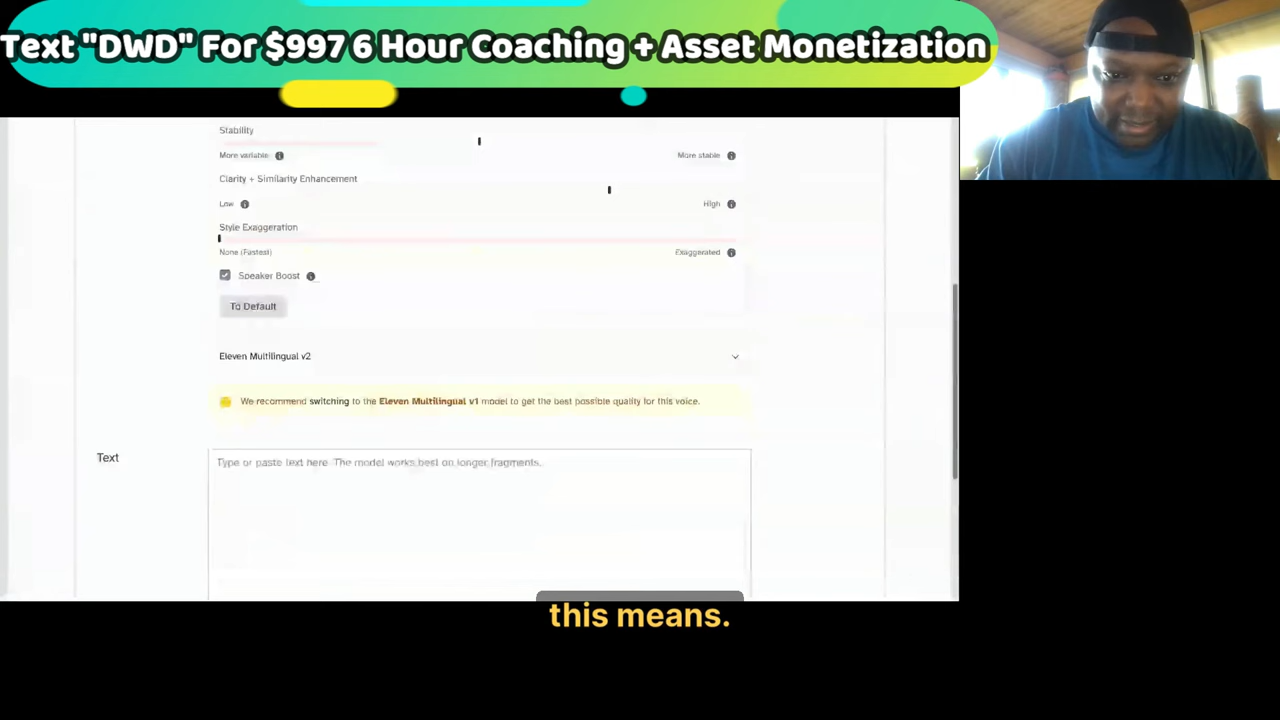 Text "DWD" For $997 6 Hour Coaching + Asset Monetization
Stability
More variable More stable
Clarity + Similarity Enhancement
Low High
Style Exaggeration
None (Fastest) Exaggerated
Speaker Boost
To Default
Eleven Multilingual v2
We recommend switching to the Eleven Multilingual v1 model to get the best possible quality for this voice.
Text
Type or paste text here. The model works best on longer fragments.
this means.